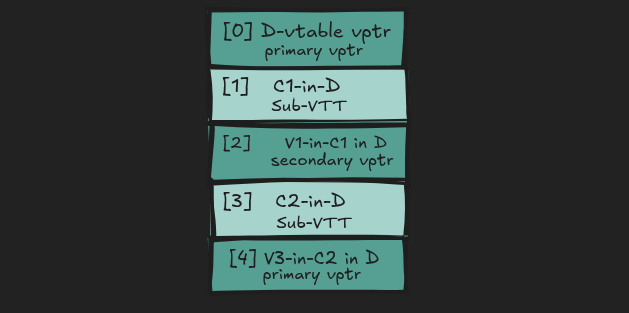 [0] D-vtable vptr
primary vptr
[1] C1-in-D
Sub-VTT
[2] V1-in-C1 in D
secondary vptr
[3] C2-in-D
Sub-VTT
[4] V3-in-C2 in D
primary vptr